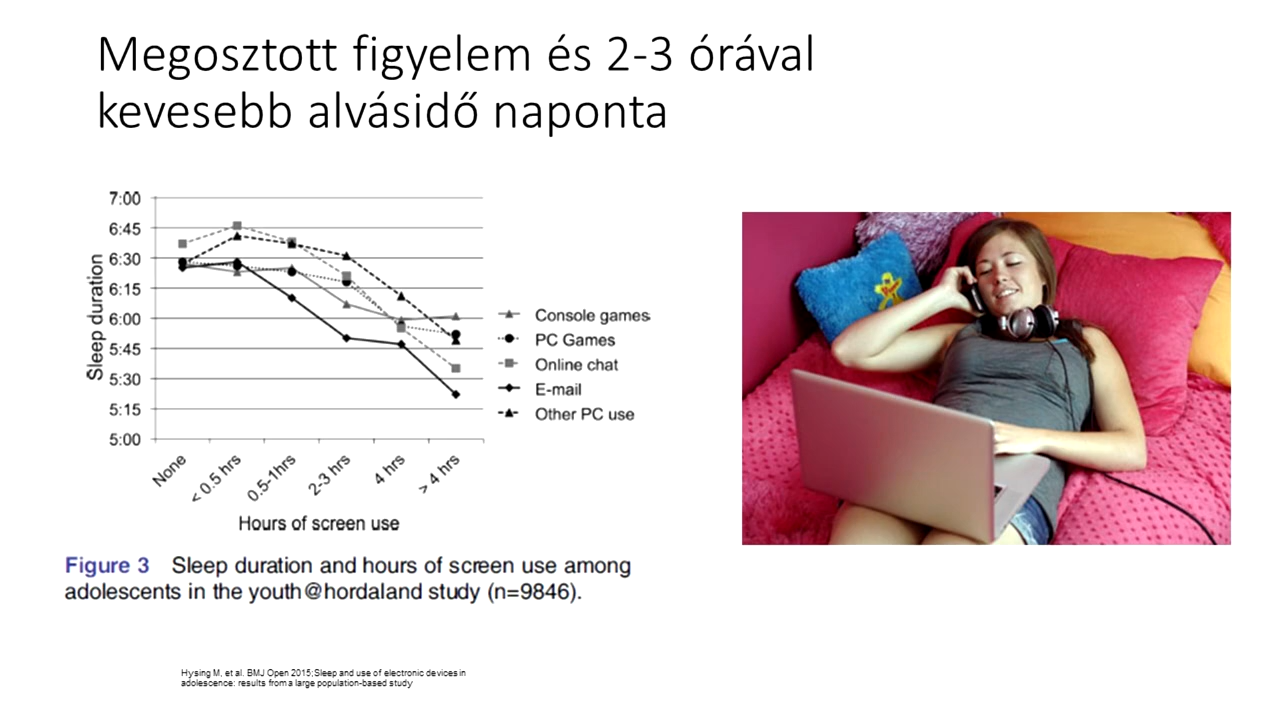 Megosztott figyelem és 2-3 órával
kevesebb alvásidő naponta
7:00
6:45
6:30
6:15
6:00
5:45
5:30
5:15
5:00
Sleep duration
None
< 0.5 hrs
0.5-1hrs
2-3 hrs
4 hrs
> 4 hrs
Hours of screen use
Console games
PC Games
Online chat
E-mail
Other PC use
Figure 3 Sleep duration and hours of screen use among
adolescents in the youth@hordaland study (n=9846).
Hysing M, et al. BMJ Open 2015;Sleep and use of electronic devices in
adolescence: results from a large population-based study